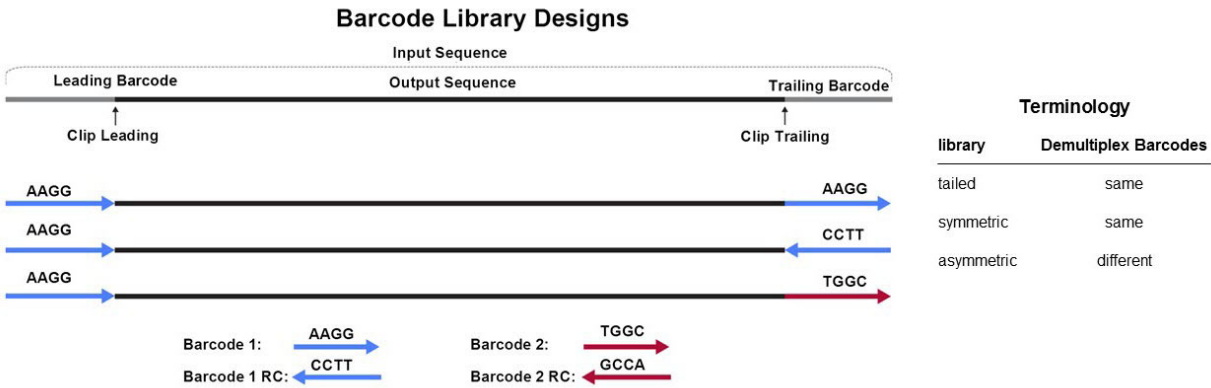 Barcode Library Designs
Input Sequence
Leading Barcode
Output Sequence
Trailing Barcode
Clip Leading
Clip Trailing
AAGG
AAGG
AAGG
CCTT
AAGG
TGGC
Barcode 1:
AAGG
Barcode 2:
TGGC
Barcode 1 RC:
CCTT
Barcode 2 RC:
GCCA
Terminology
library Demultiplex Barcodes
tailed same
symmetric same
asymmetric different